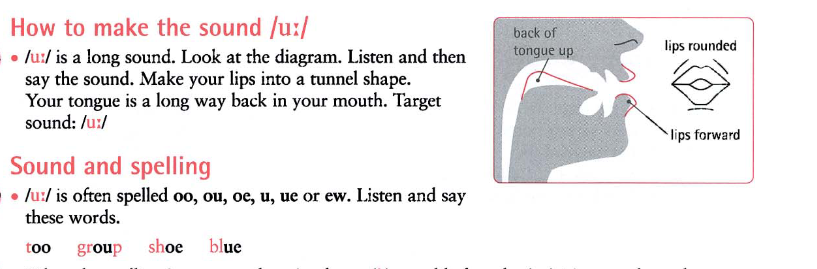 How to make the sound /uː/
• /uː/ is a long sound. Look at the diagram. Listen and then
say the sound. Make your lips into a tunnel shape.
Your tongue is a long way back in your mouth. Target
sound: /uː/
back of
tongue up
lips rounded
lips forward
Sound and spelling
• /uː/ is often spelled oo, ou, oe, u, ue or ew. Listen and say
these words.
too group shoe blue